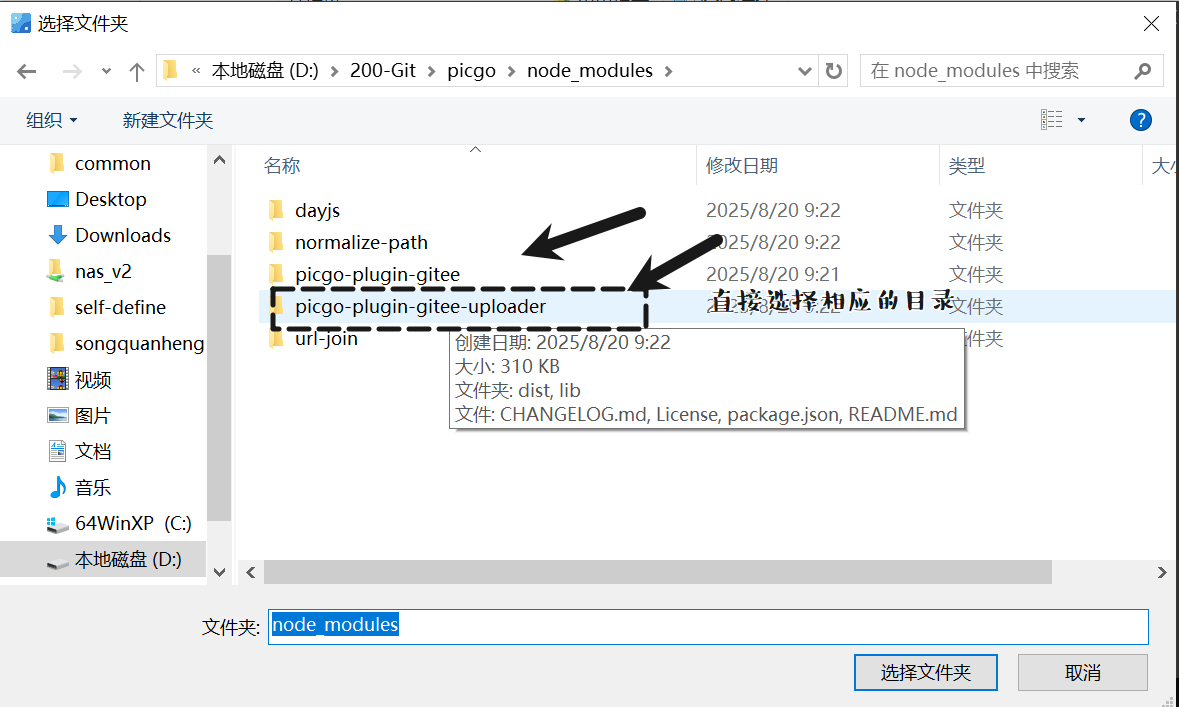 选择文件夹
« 本地磁盘 (D:) > 200-Git > picgo > node_modules >
在 node_modules 中搜索
组织 新建文件夹
?
名称 修改日期 类型
common
Desktop
Downloads
nas_v2
self-define
songquanheng
视频
图片
文档
音乐
64WinXP (C:)
本地磁盘 (D:)
dayjs 2025/8/20 9:22 文件夹
normalize-path 2025/8/20 9:22 文件夹
picgo-plugin-gitee 2025/8/20 9:21 文件夹
picgo-plugin-gitee-uploader 2025/8/20 9:22 文件夹
直接选择相应的目录
url-join 文件夹
创建日期: 2025/8/20 9:22
大小: 310 KB
文件夹: dist, lib
文件: CHANGELOG.md, License, package.json, README.md
文件夹: node_modules
选择文件夹 取消